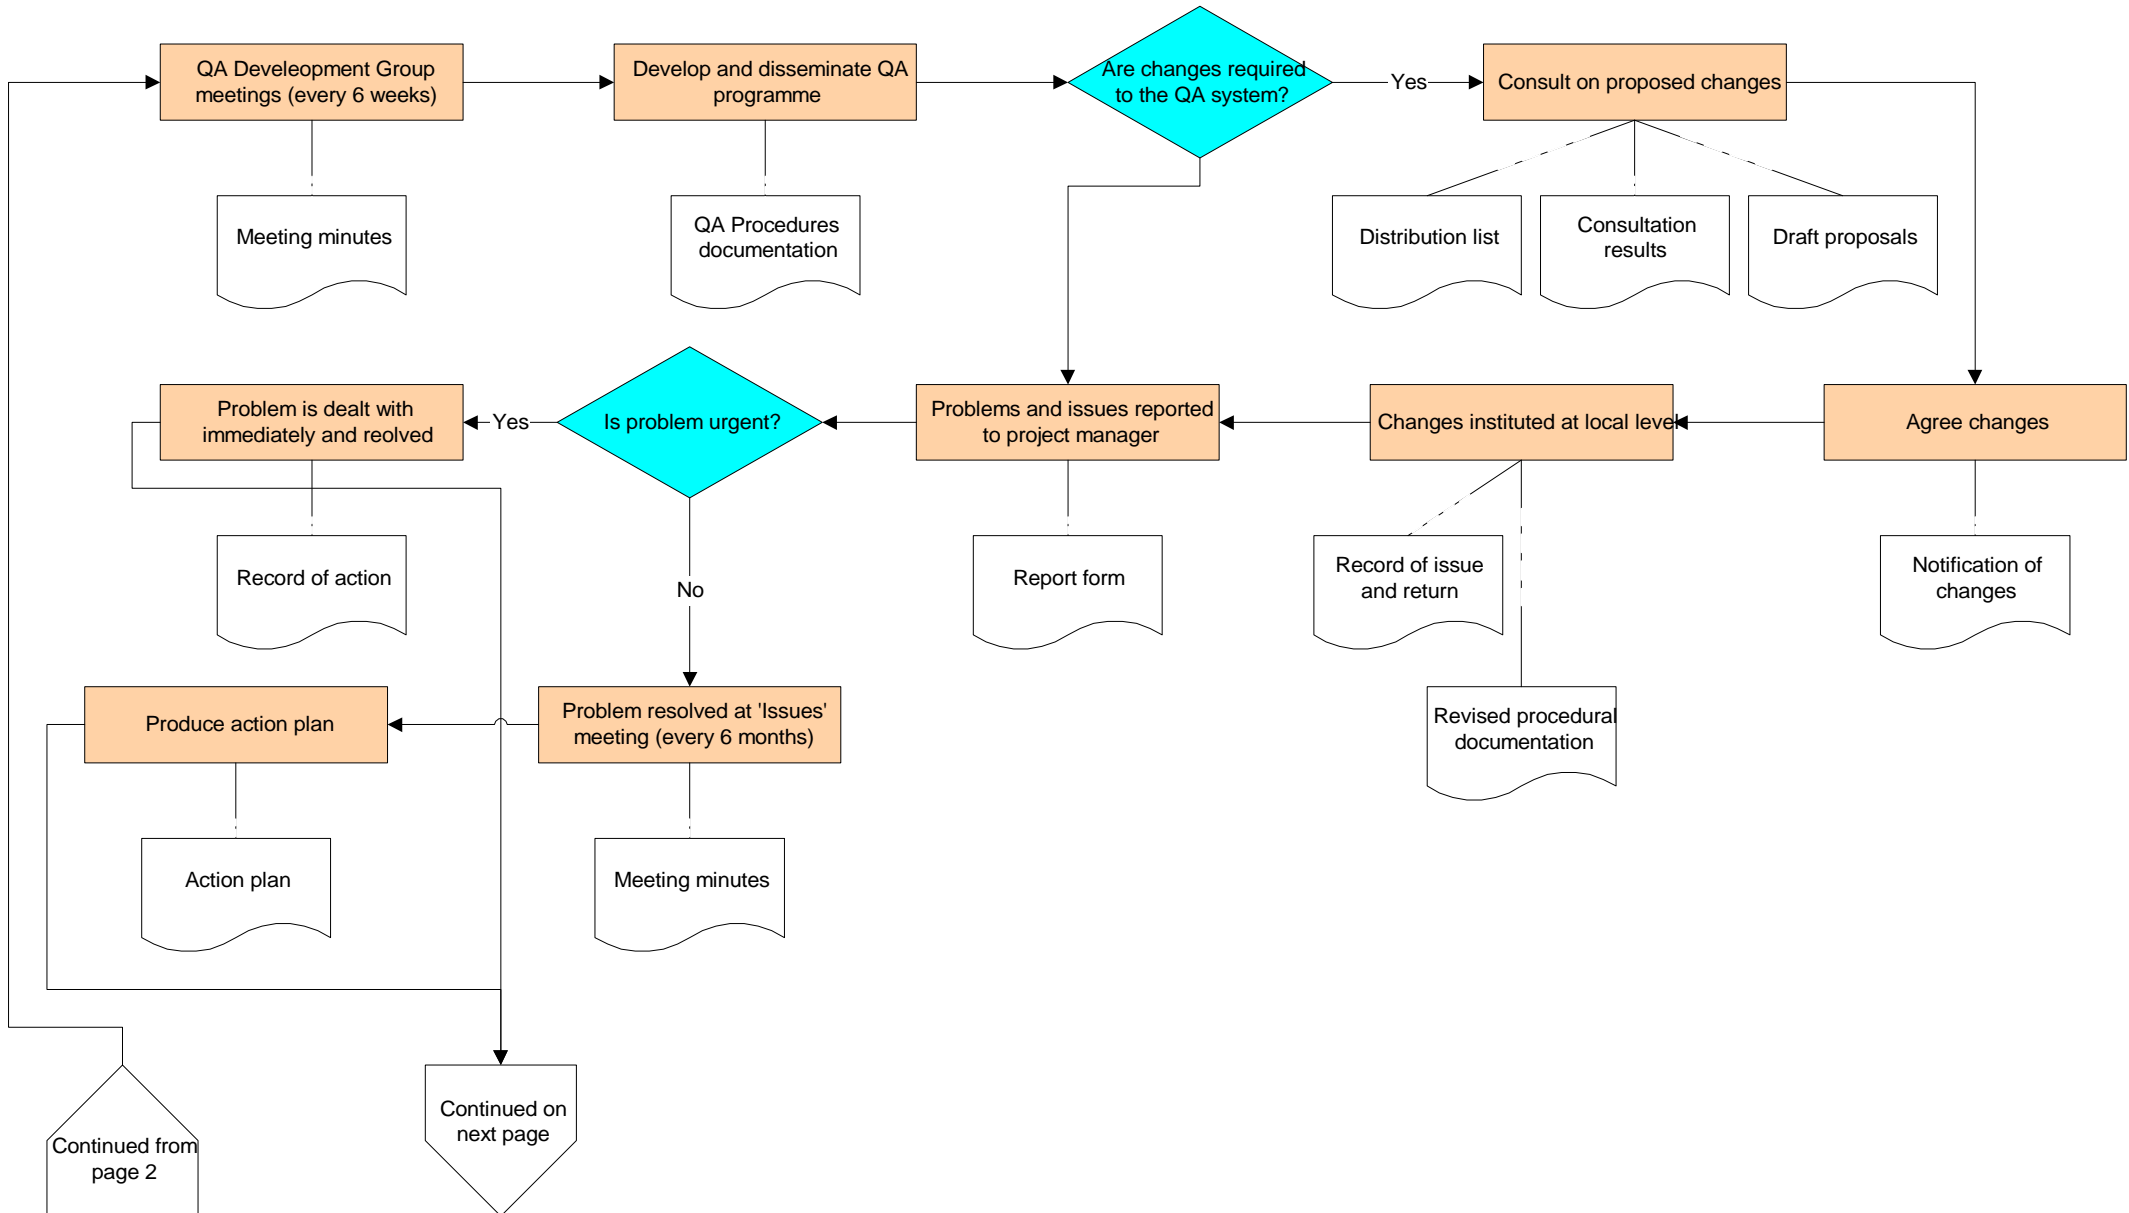 QA Develeopment Group
meetings (every 6 weeks)
Develop and disseminate QA
programme
Are changes required
to the QA system?
Yes
Consult on proposed changes
Meeting minutes
QA Procedures
documentation
Distribution list
Consultation
results
Draft proposals
Problem is dealt with
immediately and reolved
Yes
Is problem urgent?
Problems and issues reported
to project manager
Changes instituted at local level
Agree changes
Record of action
No
Report form
Record of issue
and return
Notification of
changes
Produce action plan
Problem resolved at 'Issues'
meeting (every 6 months)
Revised procedural
documentation
Action plan
Meeting minutes
Continued from
page 2
Continued on
next page